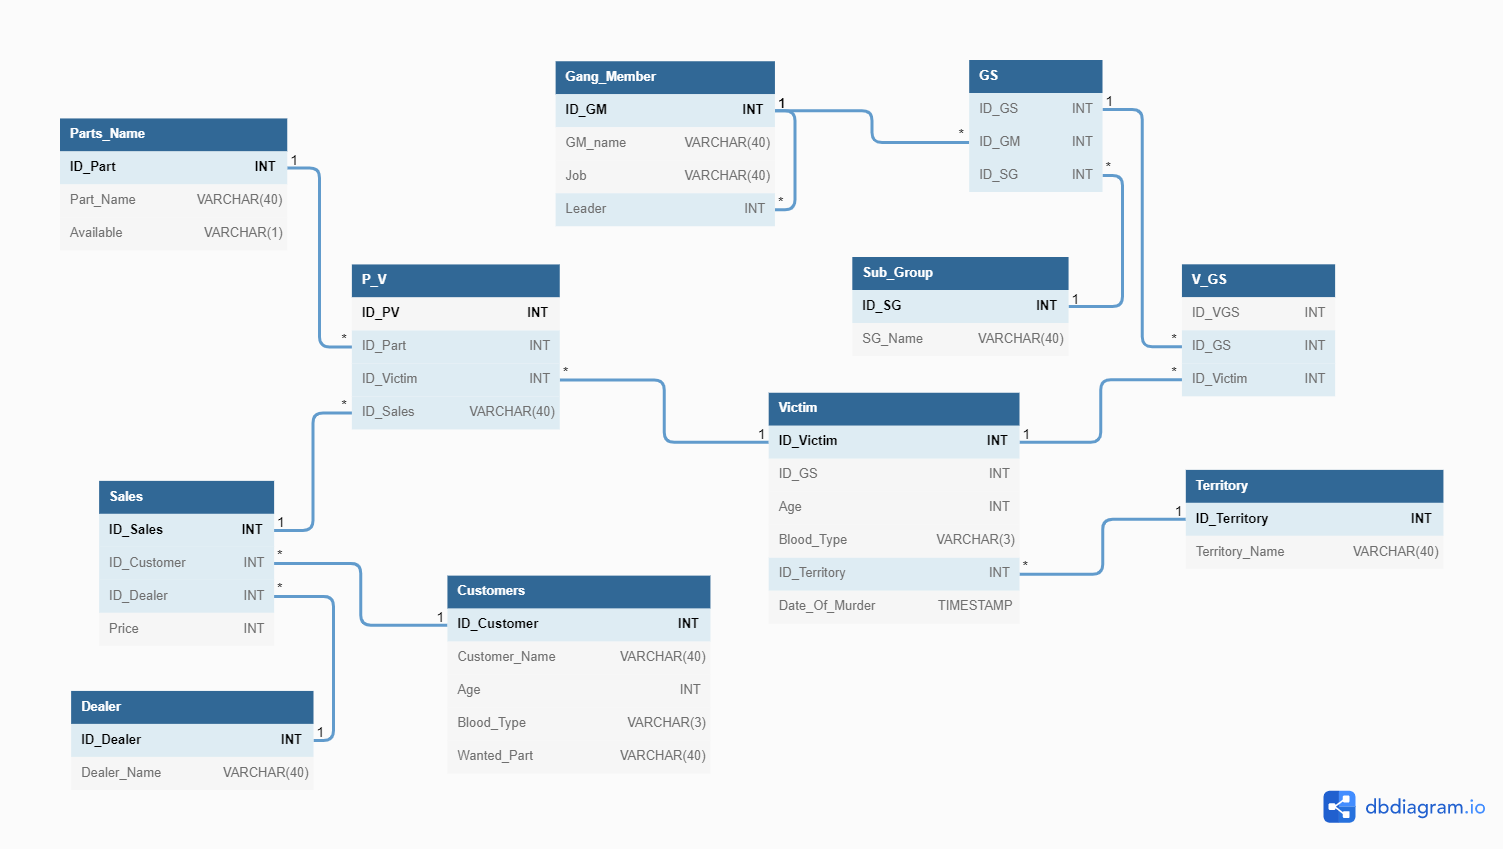 Gang_Member
ID_GM INT 1
GM_name VARCHAR(40)
Job VARCHAR(40)
Leader INT *
GS
ID_GS INT 1
* ID_GM INT
ID_SG INT *
Parts_Name
ID_Part INT 1
Part_Name VARCHAR(40)
Available VARCHAR(1)
P_V
ID_PV INT
* ID_Part INT
ID_Victim INT *
* ID_Sales VARCHAR(40)
Sub_Group
ID_SG INT 1
SG_Name VARCHAR(40)
V_GS
ID_VGS INT
* ID_GS INT
* ID_Victim INT
Victim
1 ID_Victim INT 1
ID_GS INT
Age INT
Blood_Type VARCHAR(3)
ID_Territory INT *
Date_Of_Murder TIMESTAMP
Territory
1 ID_Territory INT
Territory_Name VARCHAR(40)
Sales
ID_Sales INT 1
ID_Customer INT *
ID_Dealer INT *
Price INT
Customers
1 ID_Customer INT
Customer_Name VARCHAR(40)
Age INT
Blood_Type VARCHAR(3)
Wanted_Part VARCHAR(40)
Dealer
ID_Dealer INT 1
Dealer_Name VARCHAR(40)
dbdiagram.io